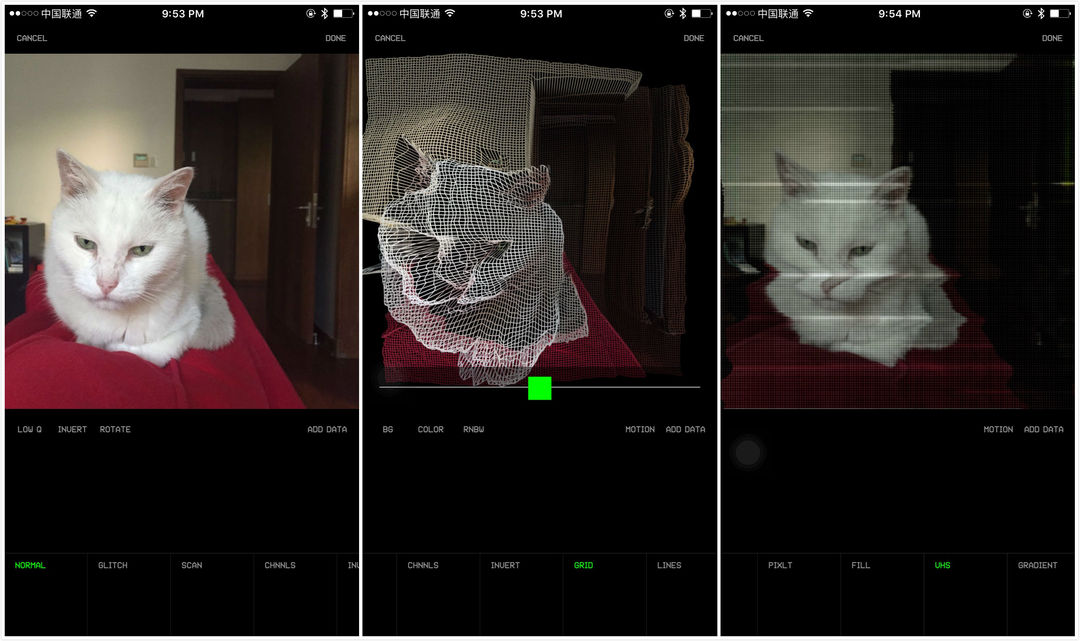 中国联通 9:53 PM
CANCEL DONE
LOW Q INVERT ROTATE ADD DATA
NORMAL GLITCH SCAN CHNNLS INV
中国联通 9:53 PM
CANCEL DONE
BG COLOR RNBW MOTION ADD DATA
CHNNLS INVERT GRID LINES
中国联通 9:54 PM
CANCEL DONE
MOTION ADD DATA
PIXLT FILL VHS GRADIENT